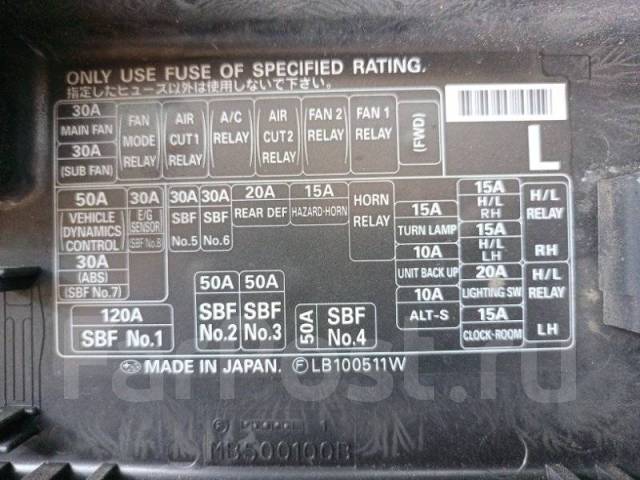 ONLY USE FUSE OF SPECIFIED RATING.
指定したヒューズ以外は使用しないで下さい。
30A
MAIN FAN
30A
(SUB FAN)
FAN
MODE
RELAY
AIR
CUT1
RELAY
A/C
RELAY
AIR
CUT2
RELAY
FAN 2
RELAY
FAN 1
RELAY
(FWD)
L
50A
VEHICLE
DYNAMICS
CONTROL
30A
(ABS)
(SBF No.7)
30A
E/G
SENSOR
(SBF No.8)
30A
SBF
No.5
30A
SBF
No.6
20A
REAR DEF
15A
HAZARD-HORN
HORN
RELAY
15A
TURN LAMP
10A
UNIT BACK UP
10A
ALT-S
15A
H/L
RH
15A
H/L
LH
20A
LIGHTING SW
15A
CLOCK-ROOM
H/L
RELAY
RH
H/L
RELAY
LH
120A
SBF No.1
50A
SBF
No.2
50A
SBF
No.3
50A
SBF
No.4
MADE IN JAPAN. Ⓕ LB100511W
MB500100B
FarPost.ru